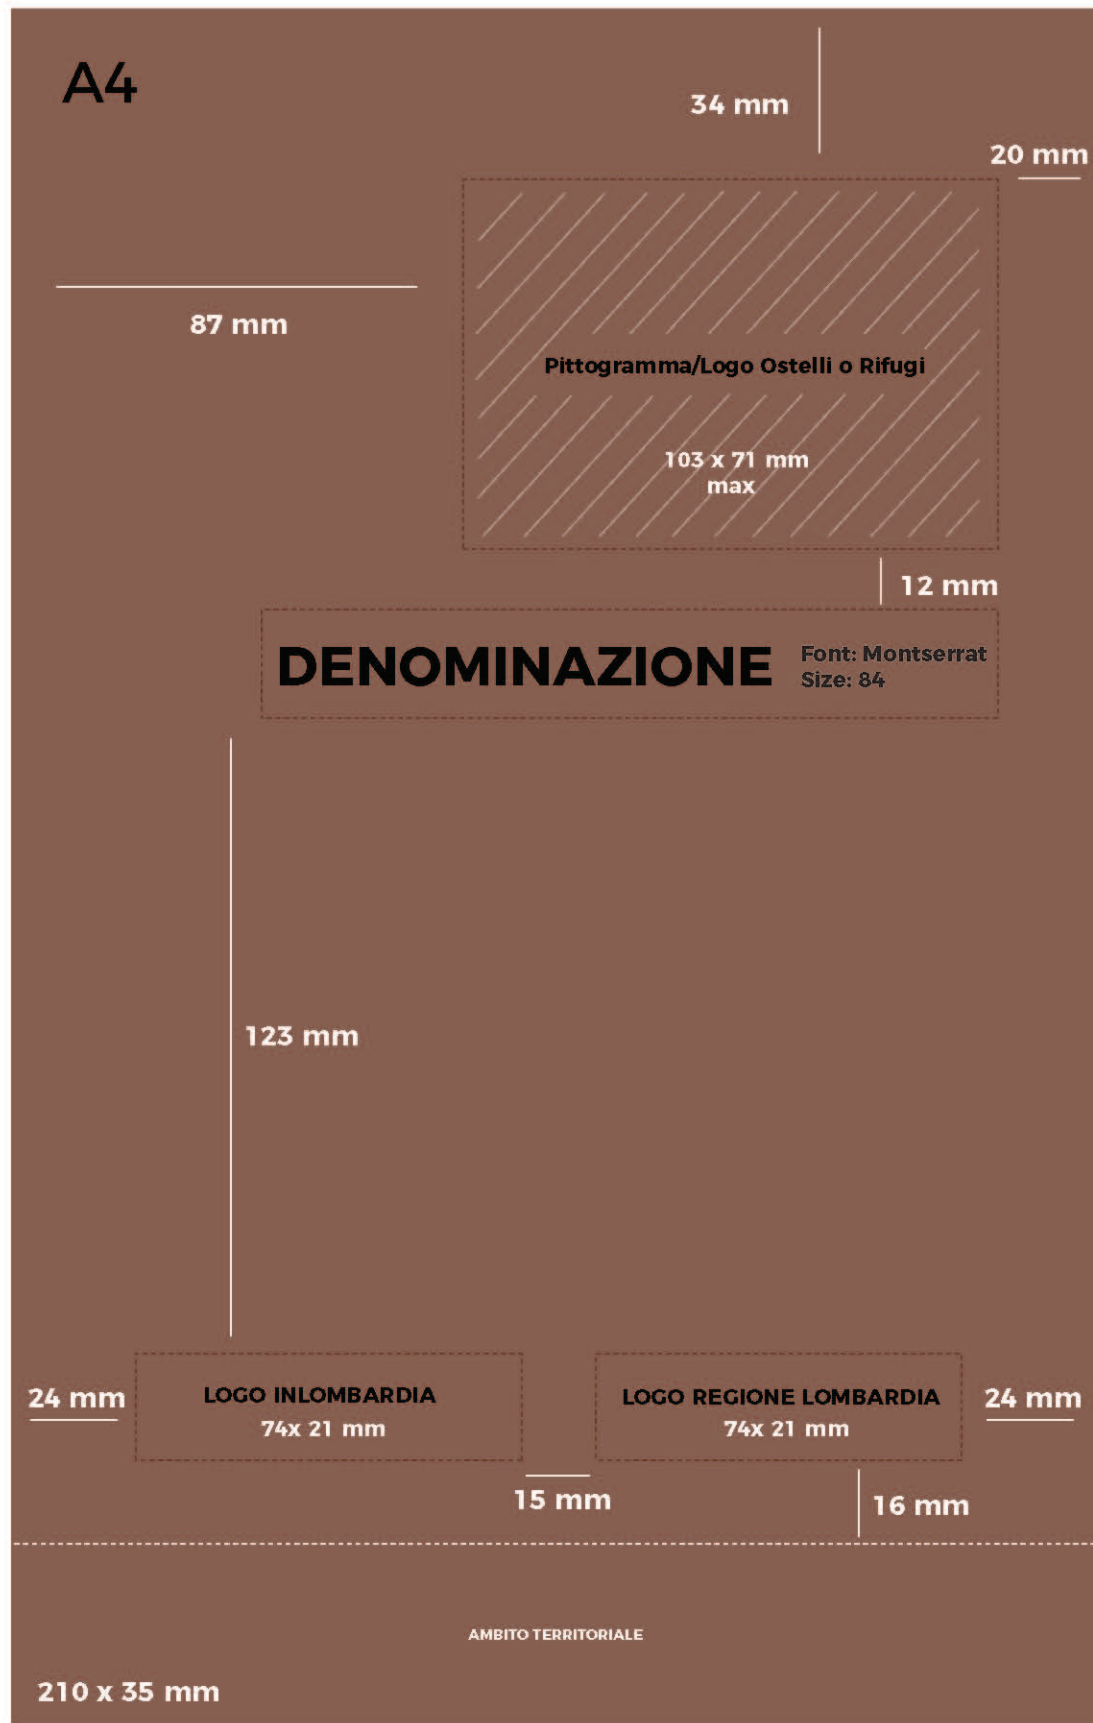 A4
34 mm
20 mm
87 mm
Pittogramma/Logo Ostelli o Rifugi
103 x 71 mm
max
12 mm
DENOMINAZIONE
Font: Montserrat
Size: 84
123 mm
24 mm
LOGO INLOMBARDIA
74x 21 mm
LOGO REGIONE LOMBARDIA
74x 21 mm
24 mm
15 mm
16 mm
AMBITO TERRITORIALE
210 x 35 mm